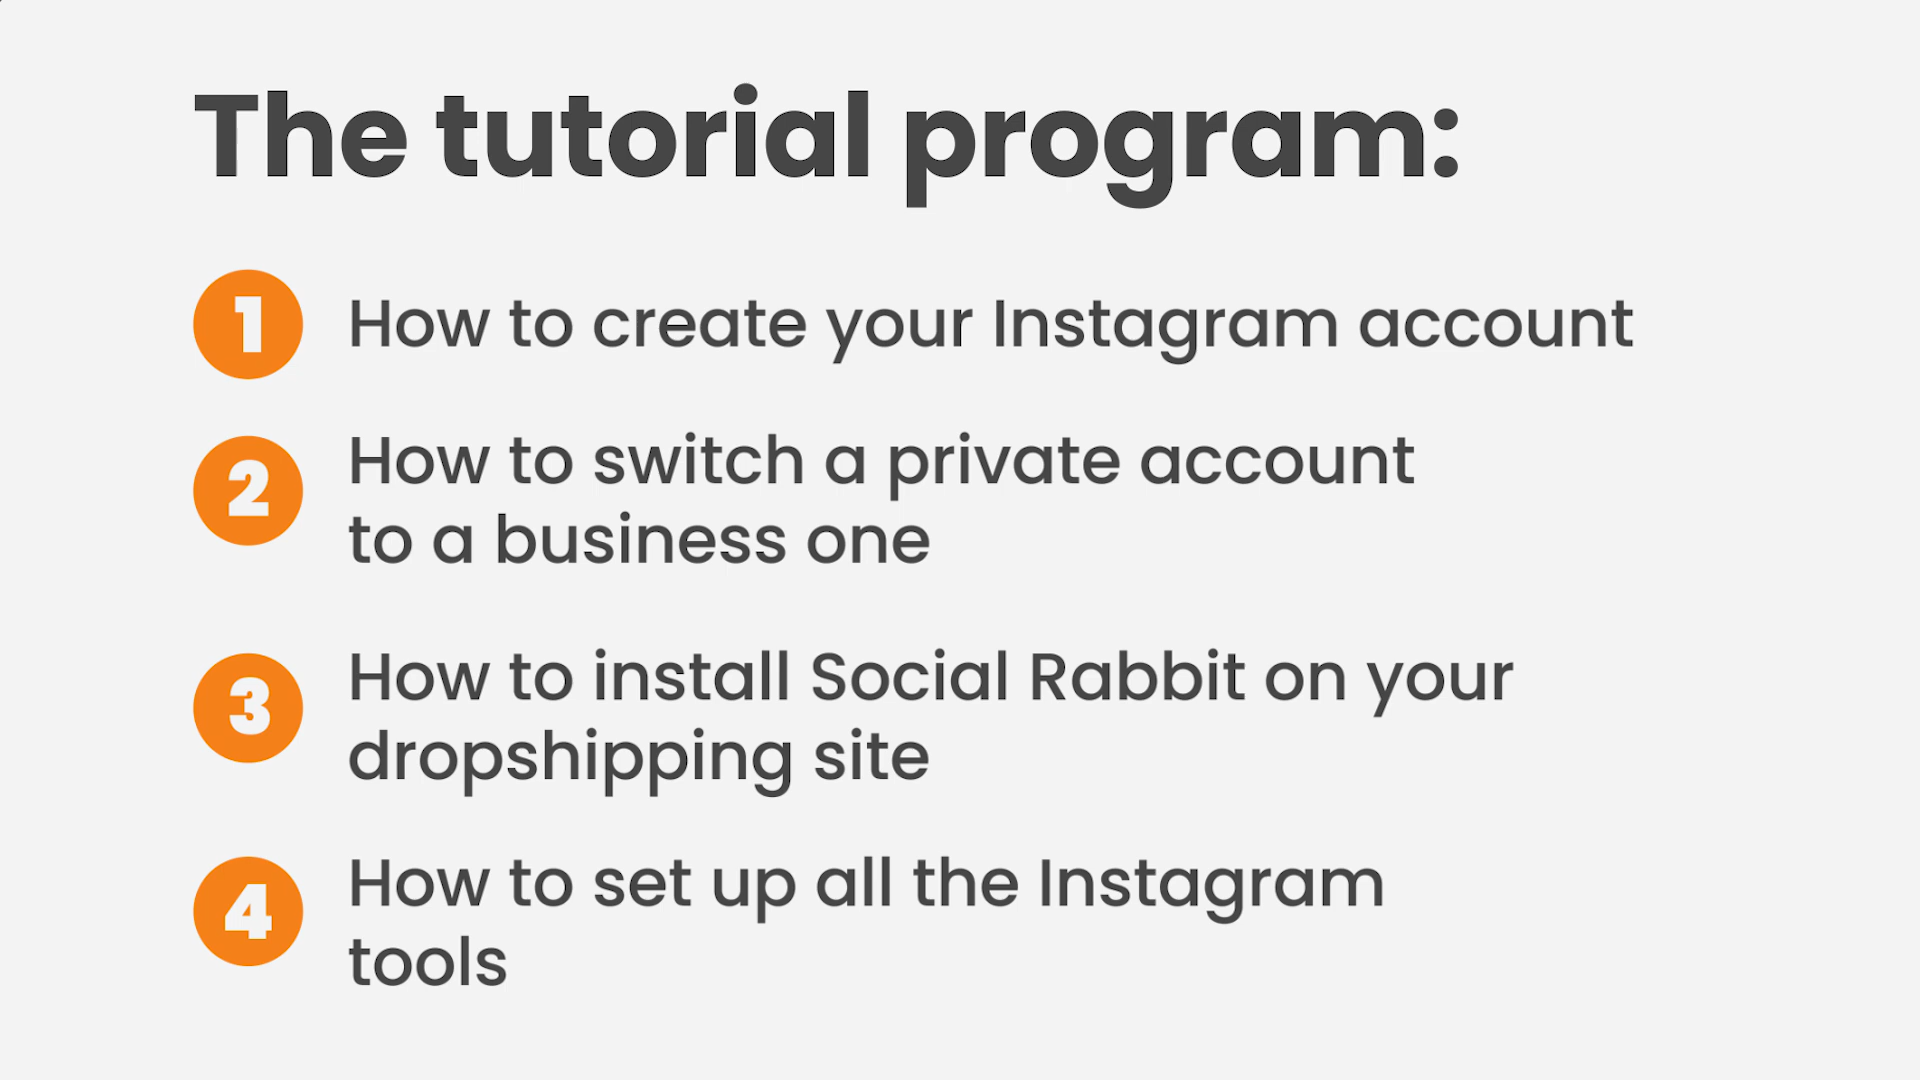 The tutorial program:
1 How to create your Instagram account
2 How to switch a private account
to a business one
3 How to install Social Rabbit on your
dropshipping site
4 How to set up all the Instagram
tools